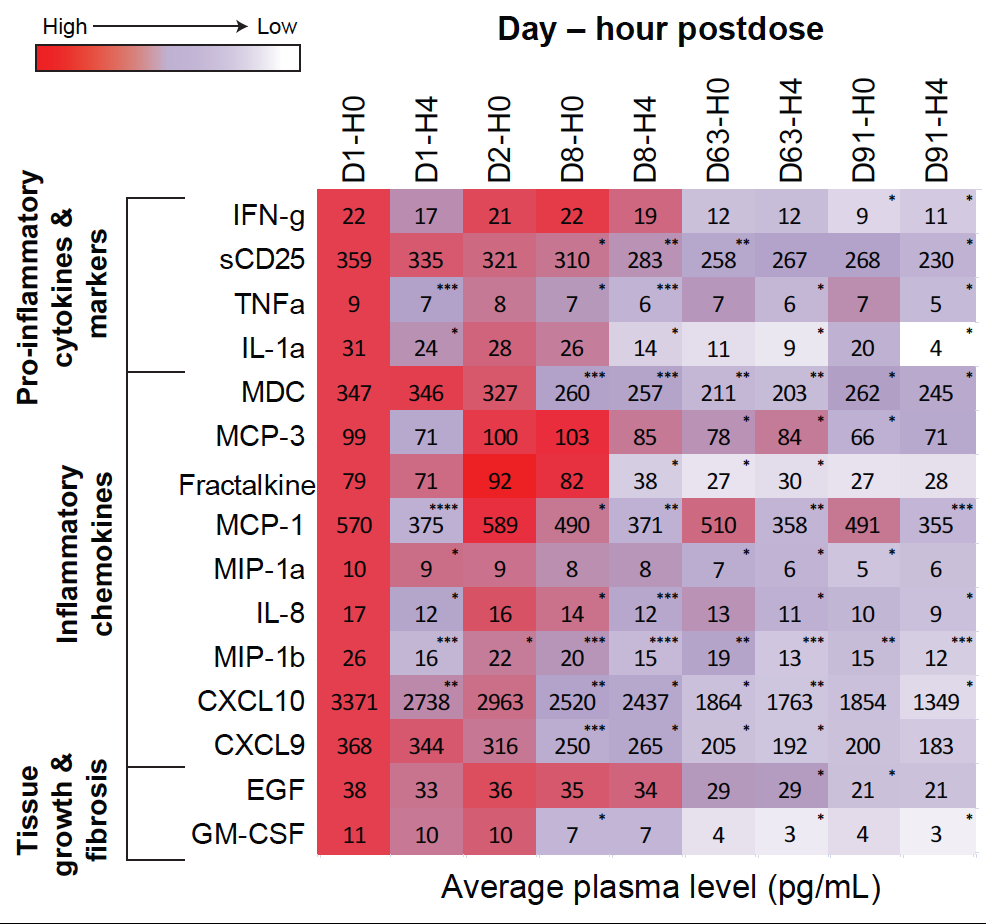 High Low
Day – hour postdose
D1-H0 D1-H4 D2-H0 D8-H0 D8-H4 D63-H0 D63-H4 D91-H0 D91-H4
Pro-inflammatory
cytokines &
markers
IFN-g 22 17 21 22 19 12 12 9* 11*
sCD25 359 335 321 310* 283** 258** 267 268 230*
TNFa 9 7*** 8 7* 6*** 7 6* 7 5*
IL-1a 31 24* 28 26 14* 11 9* 20 4*
Inflammatory
chemokines
MDC 347 346 327 260*** 257*** 211** 203** 262* 245*
MCP-3 99 71 100 103 85 78* 84* 66* 71
Fractalkine 79 71 92 82 38* 27* 30* 27 28
MCP-1 570 375**** 589 490* 371** 510 358** 491 355***
MIP-1a 10 9* 9 8 8 7* 6* 5* 6
IL-8 17 12* 16 14* 12*** 13 11* 10 9*
MIP-1b 26 16*** 22* 20*** 15**** 19** 13*** 15** 12***
CXCL10 3371 2738** 2963 2520** 2437* 1864* 1763** 1854 1349*
CXCL9 368 344 316 250*** 265* 205* 192* 200 183
Tissue
growth &
fibrosis
EGF 38 33 36 35 34 29 29* 21* 21
GM-CSF 11 10 10 7* 7 4 3* 4 3*
Average plasma level (pg/mL)